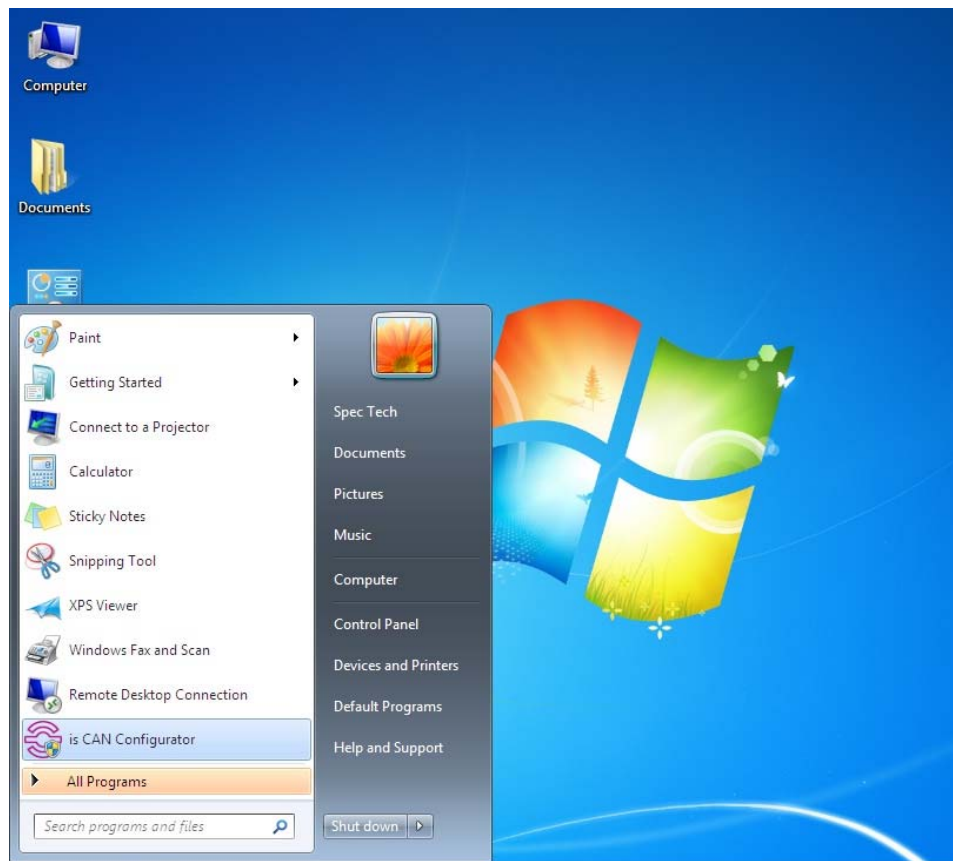 Computer
Documents
Paint
Getting Started
Connect to a Projector
Calculator
Sticky Notes
Snipping Tool
XPS Viewer
Windows Fax and Scan
Remote Desktop Connection
is CAN Configurator
All Programs
Search programs and files
Spec Tech
Documents
Pictures
Music
Computer
Control Panel
Devices and Printers
Default Programs
Help and Support
Shut down